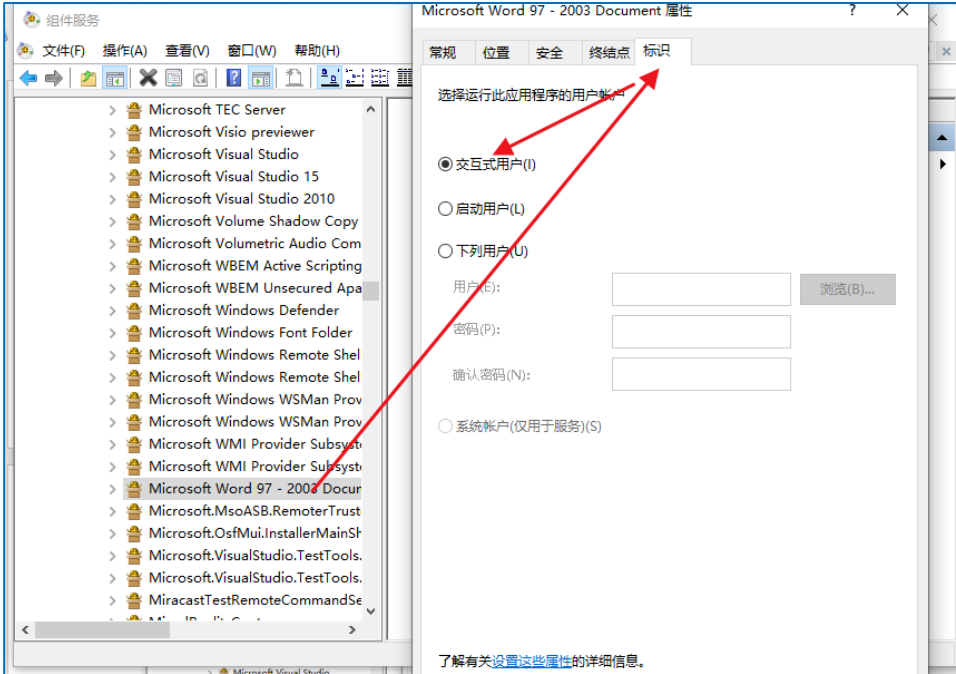 组件服务
文件(F) 操作(A) 查看(V) 窗口(W) 帮助(H)
Microsoft TEC Server
Microsoft Visio previewer
Microsoft Visual Studio
Microsoft Visual Studio 15
Microsoft Visual Studio 2010
Microsoft Volume Shadow Copy
Microsoft Volumetric Audio Com
Microsoft WBEM Active Scripting
Microsoft WBEM Unsecured Apa
Microsoft Windows Defender
Microsoft Windows Font Folder
Microsoft Windows Remote Shel
Microsoft Windows Remote Shel
Microsoft Windows WSMan Prov
Microsoft Windows WSMan Prov
Microsoft WMI Provider Subsyst
Microsoft WMI Provider Subsyst
Microsoft Word 97 - 2003 Docum
Microsoft.MsoASB.RemoterTrust
Microsoft.OsfMui.InstallerMainSh
Microsoft.VisualStudio.TestTools.
Microsoft.VisualStudio.TestTools.
MiracastTestRemoteCommandSe
Microsoft Visual Studio
Microsoft Word 97 - 2003 Document 属性
常规 位置 安全 终结点 标识
选择运行此应用程序的用户帐户
交互式用户(I)
启动用户(L)
下列用户(U)
用户(E):
浏览(B)...
密码(P):
确认密码(N):
系统帐户(仅用于服务)(S)
了解有关设置这些属性的详细信息。